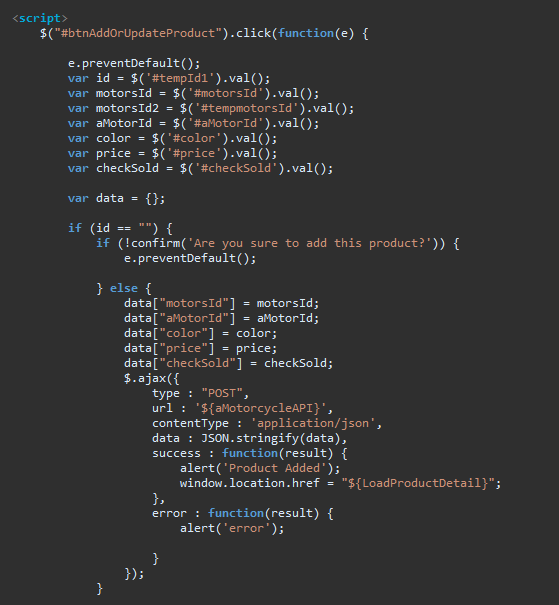 <script>
    $("#btnAddOrUpdateProduct").click(function(e) {

        e.preventDefault();
        var id = $('#tempId1').val();
        var motorsId = $('#motorsId').val();
        var motorsId2 = $('#tempmotorsId').val();
        var aMotorId = $('#aMotorId').val();
        var color = $('#color').val();
        var price = $('#price').val();
        var checkSold = $('#checkSold').val();

        var data = {};

        if (id == "") {
            if (!confirm('Are you sure to add this product?')) {
                e.preventDefault();

            } else {
                data["motorsId"] = motorsId;
                data["aMotorId"] = aMotorId;
                data["color"] = color;
                data["price"] = price;
                data["checkSold"] = checkSold;
                $.ajax({
                    type : "POST",
                    url : '${aMotorcycleAPI}',
                    contentType : 'application/json',
                    data : JSON.stringify(data),
                    success : function(result) {
                        alert('Product Added');
                        window.location.href = "${LoadProductDetail}";
                    },
                    error : function(result) {
                        alert('error');

                    }
                });
            }